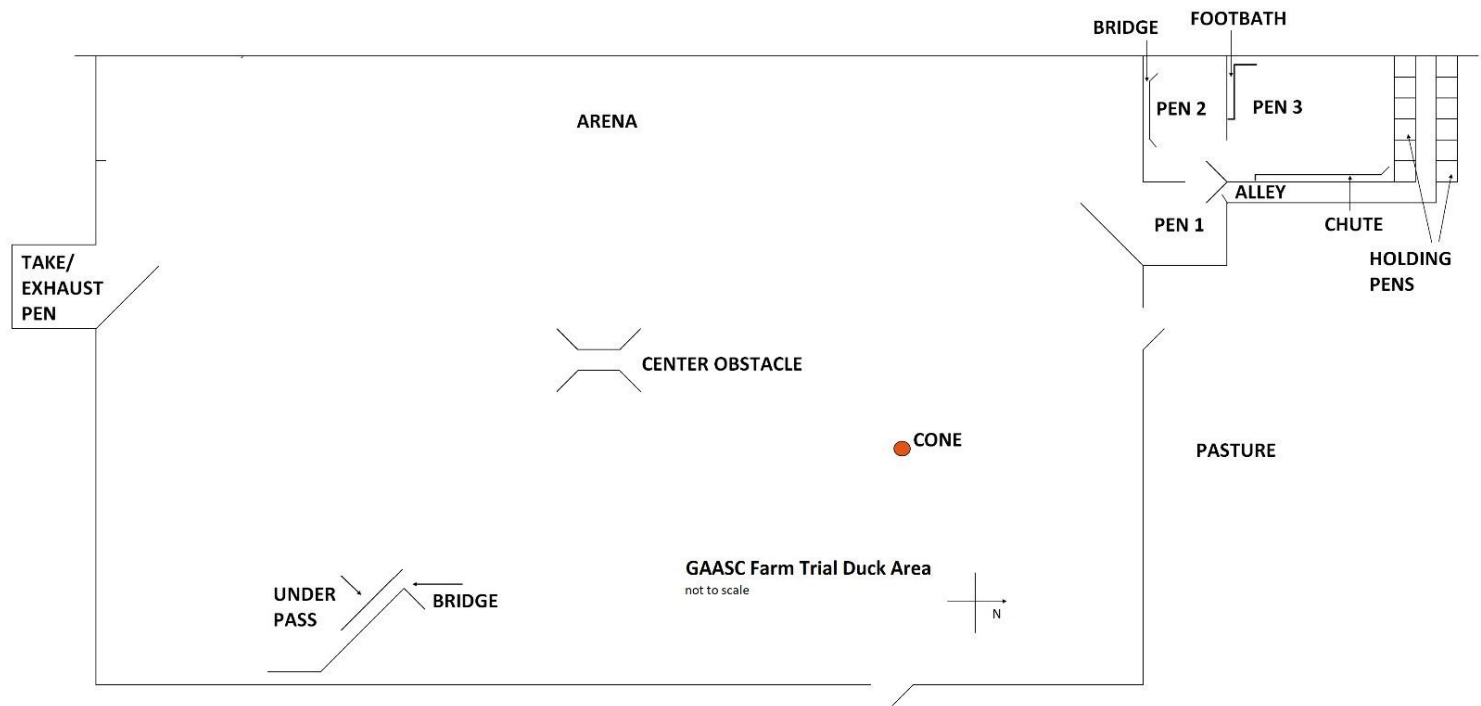 BRIDGE
FOOTBATH
ARENA
PEN 2
PEN 3
ALLEY
PEN 1
CHUTE
HOLDING
PENS
TAKE/
EXHAUST
PEN
CENTER OBSTACLE
CONE
PASTURE
GAASC Farm Trial Duck Area
not to scale
UNDER
PASS
BRIDGE
N